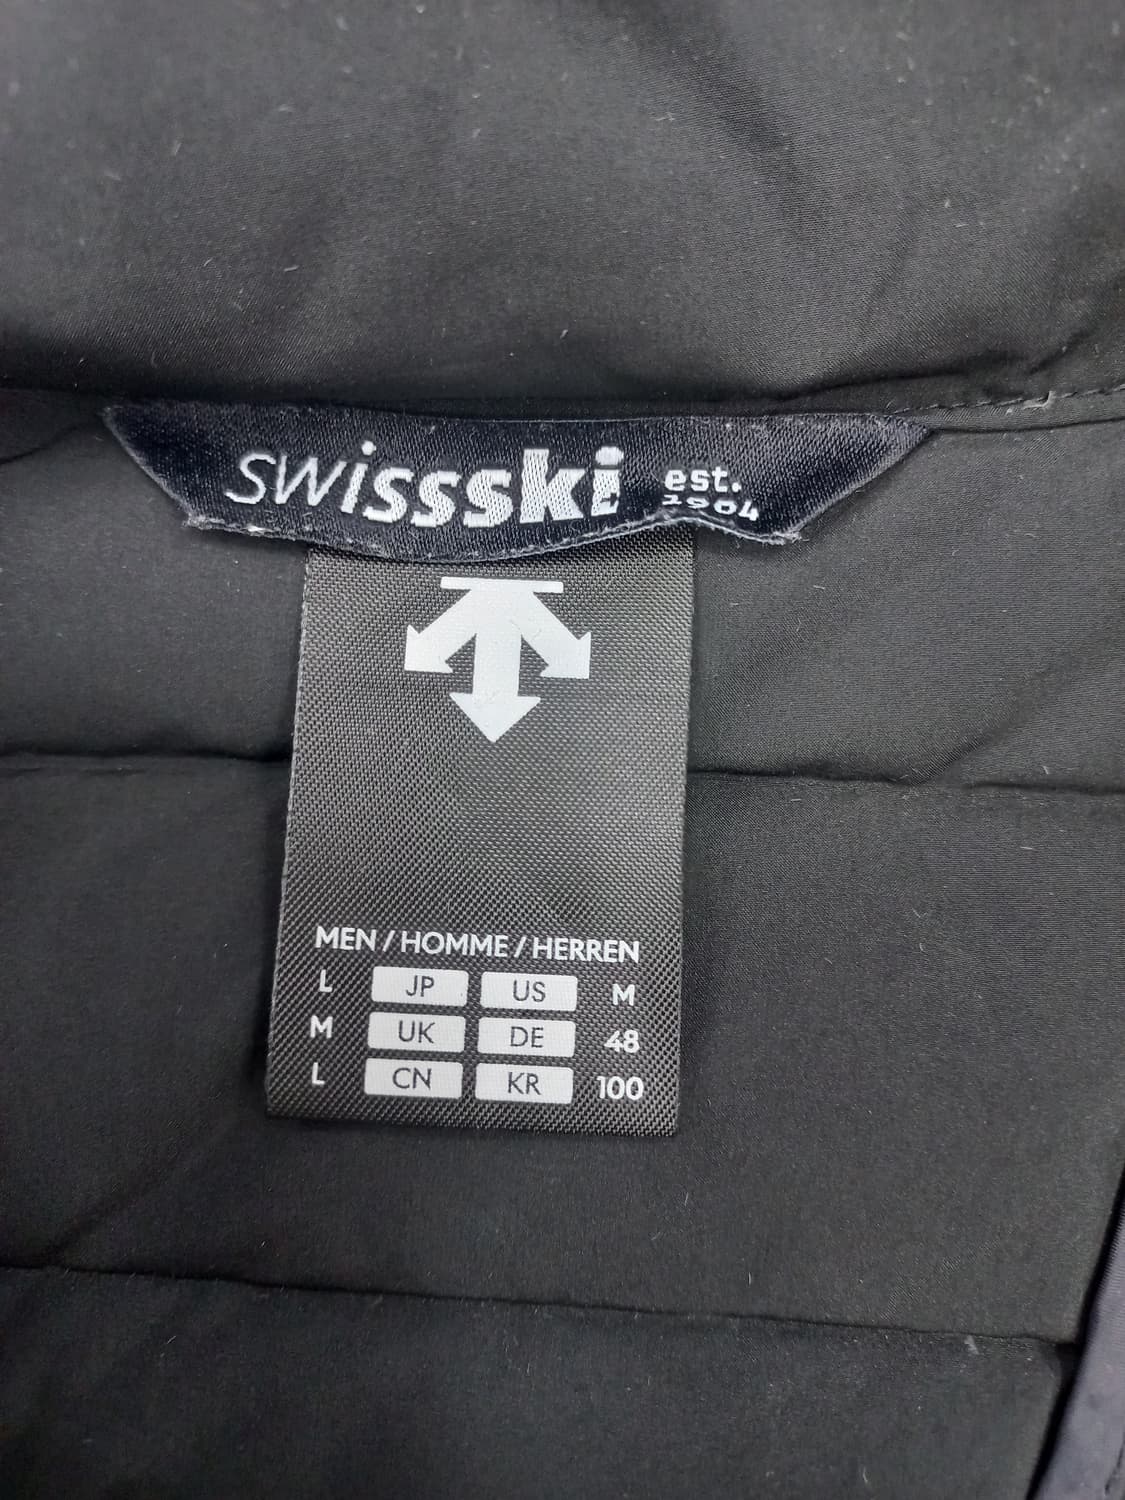 swissski est. 1904
MEN / HOMME / HERREN
L JP US M
M UK DE 48
L CN KR 100